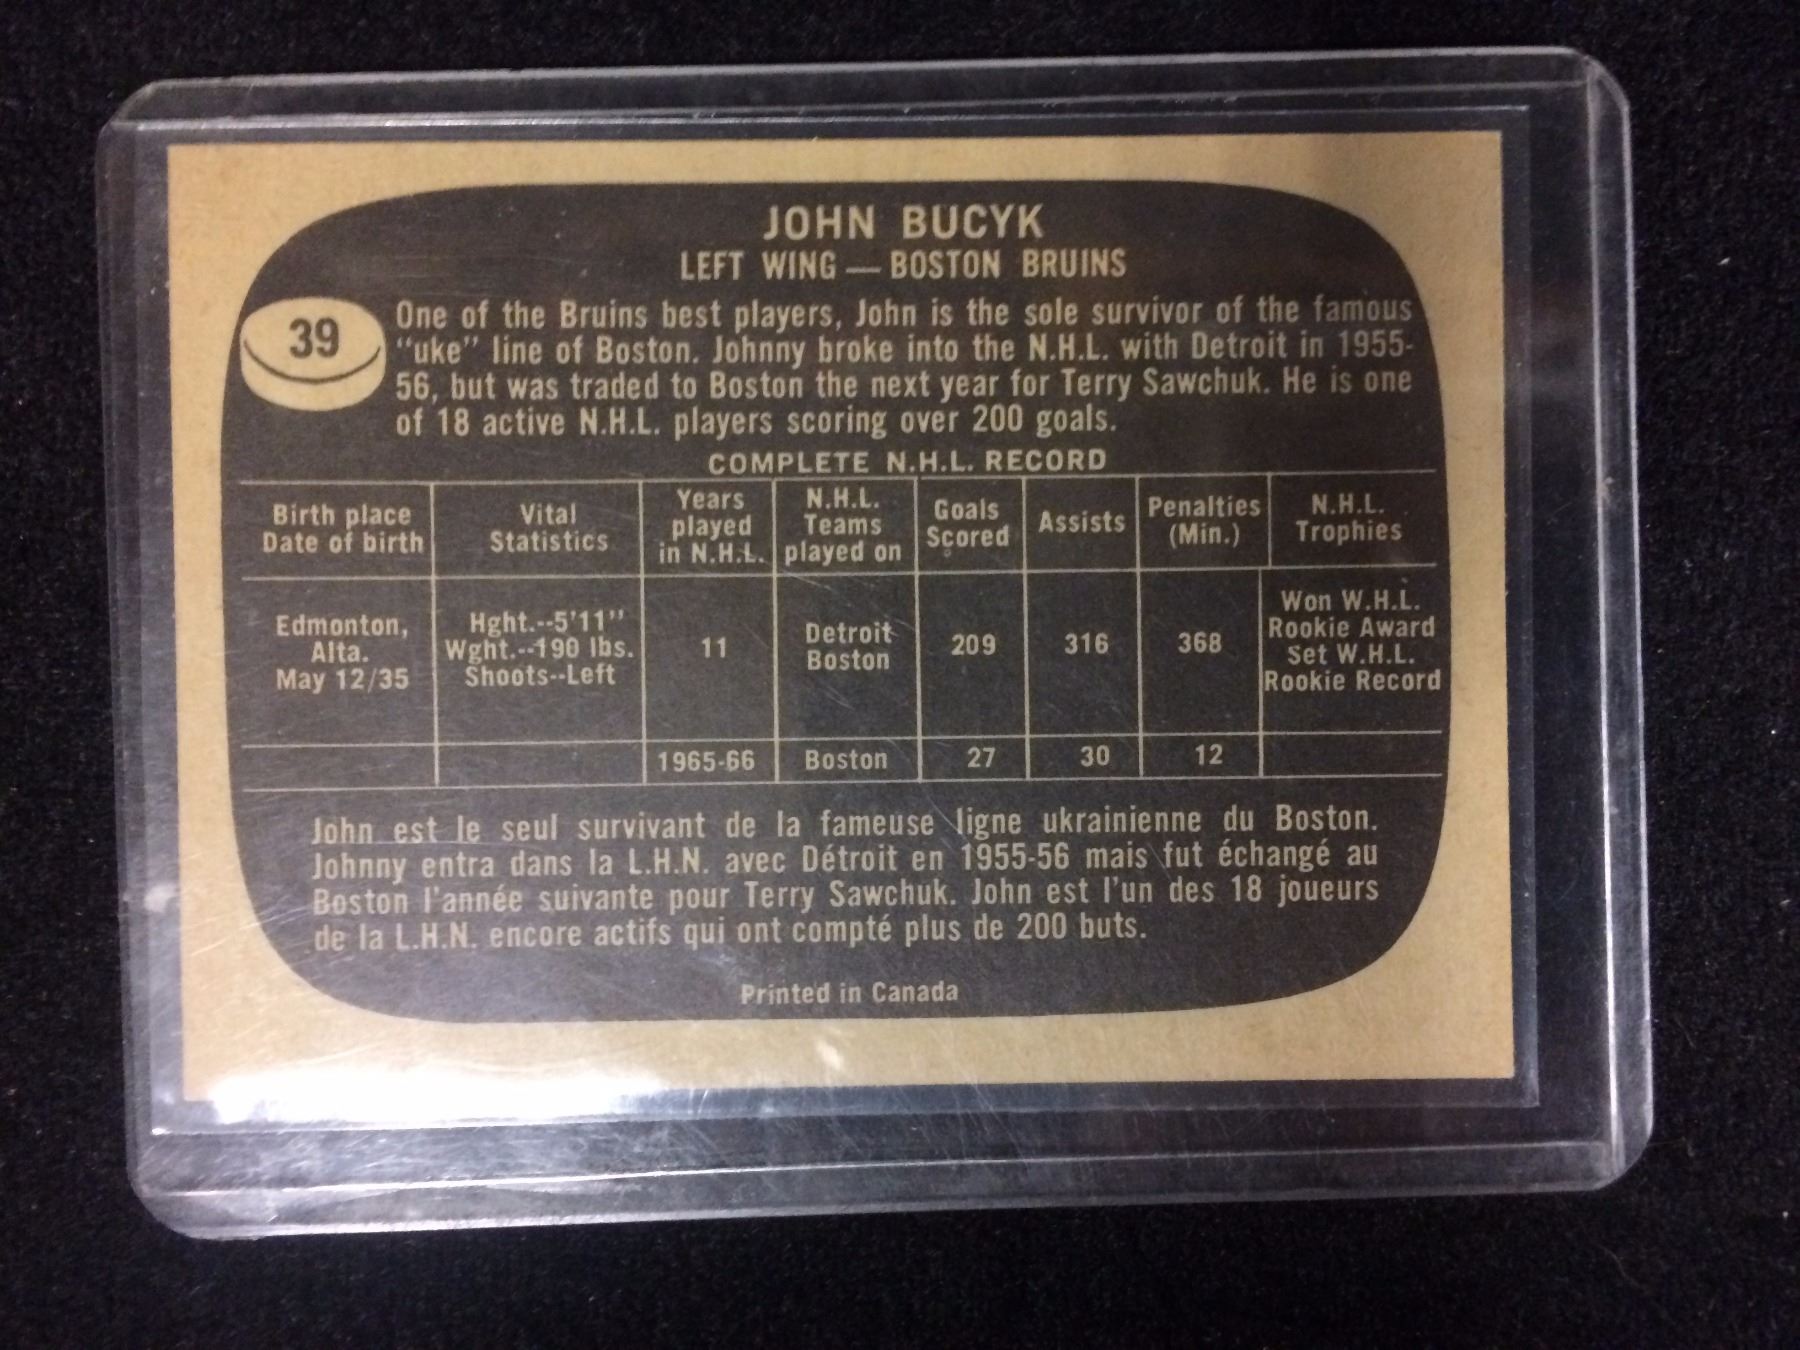 JOHN BUCYK
LEFT WING — BOSTON BRUINS
39
One of the Bruins best players, John is the sole survivor of the famous
"uke" line of Boston. Johnny broke into the N.H.L. with Detroit in 1955-
56, but was traded to Boston the next year for Terry Sawchuk. He is one
of 18 active N.H.L. players scoring over 200 goals.
COMPLETE N.H.L. RECORD
Birth place
Date of birth
Vital
Statistics
Years
played
in N.H.L.
N.H.L.
Teams
played on
Goals
Scored
Assists
Penalties
(Min.)
N.H.L.
Trophies
Edmonton,
Alta.
May 12/35
Hght.--5'11"
Wght.--190 lbs.
Shoots--Left
11
Detroit
Boston
209
316
368
Won W.H.L.
Rookie Award
Set W.H.L.
Rookie Record
1965-66
Boston
27
30
12
John est le seul survivant de la fameuse ligne ukrainienne du Boston.
Johnny entra dans la L.H.N. avec Détroit en 1955-56 mais fut échangé au
Boston l'année suivante pour Terry Sawchuk. John est l'un des 18 joueurs
de la L.H.N. encore actifs qui ont compté plus de 200 buts.
Printed in Canada